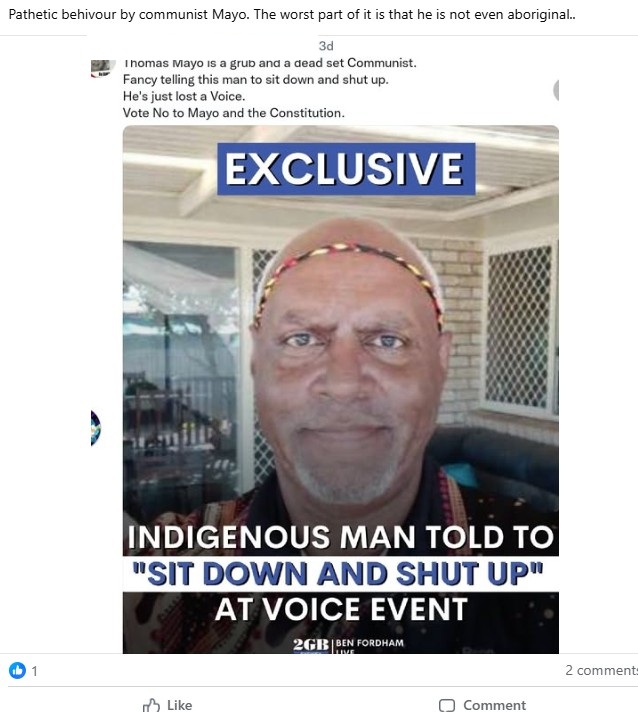 Pathetic behivour by communist Mayo. The worst part of it is that he is not even aboriginal..
3d
Thomas Mayo is a grub and a dead set Communist.
Fancy telling this man to sit down and shut up.
He's just lost a Voice.
Vote No to Mayo and the Constitution.
EXCLUSIVE
INDIGENOUS MAN TOLD TO
"SIT DOWN AND SHUT UP"
AT VOICE EVENT
2GB | BEN FORDHAM
LIVE
1
2 comments
Like
Comment